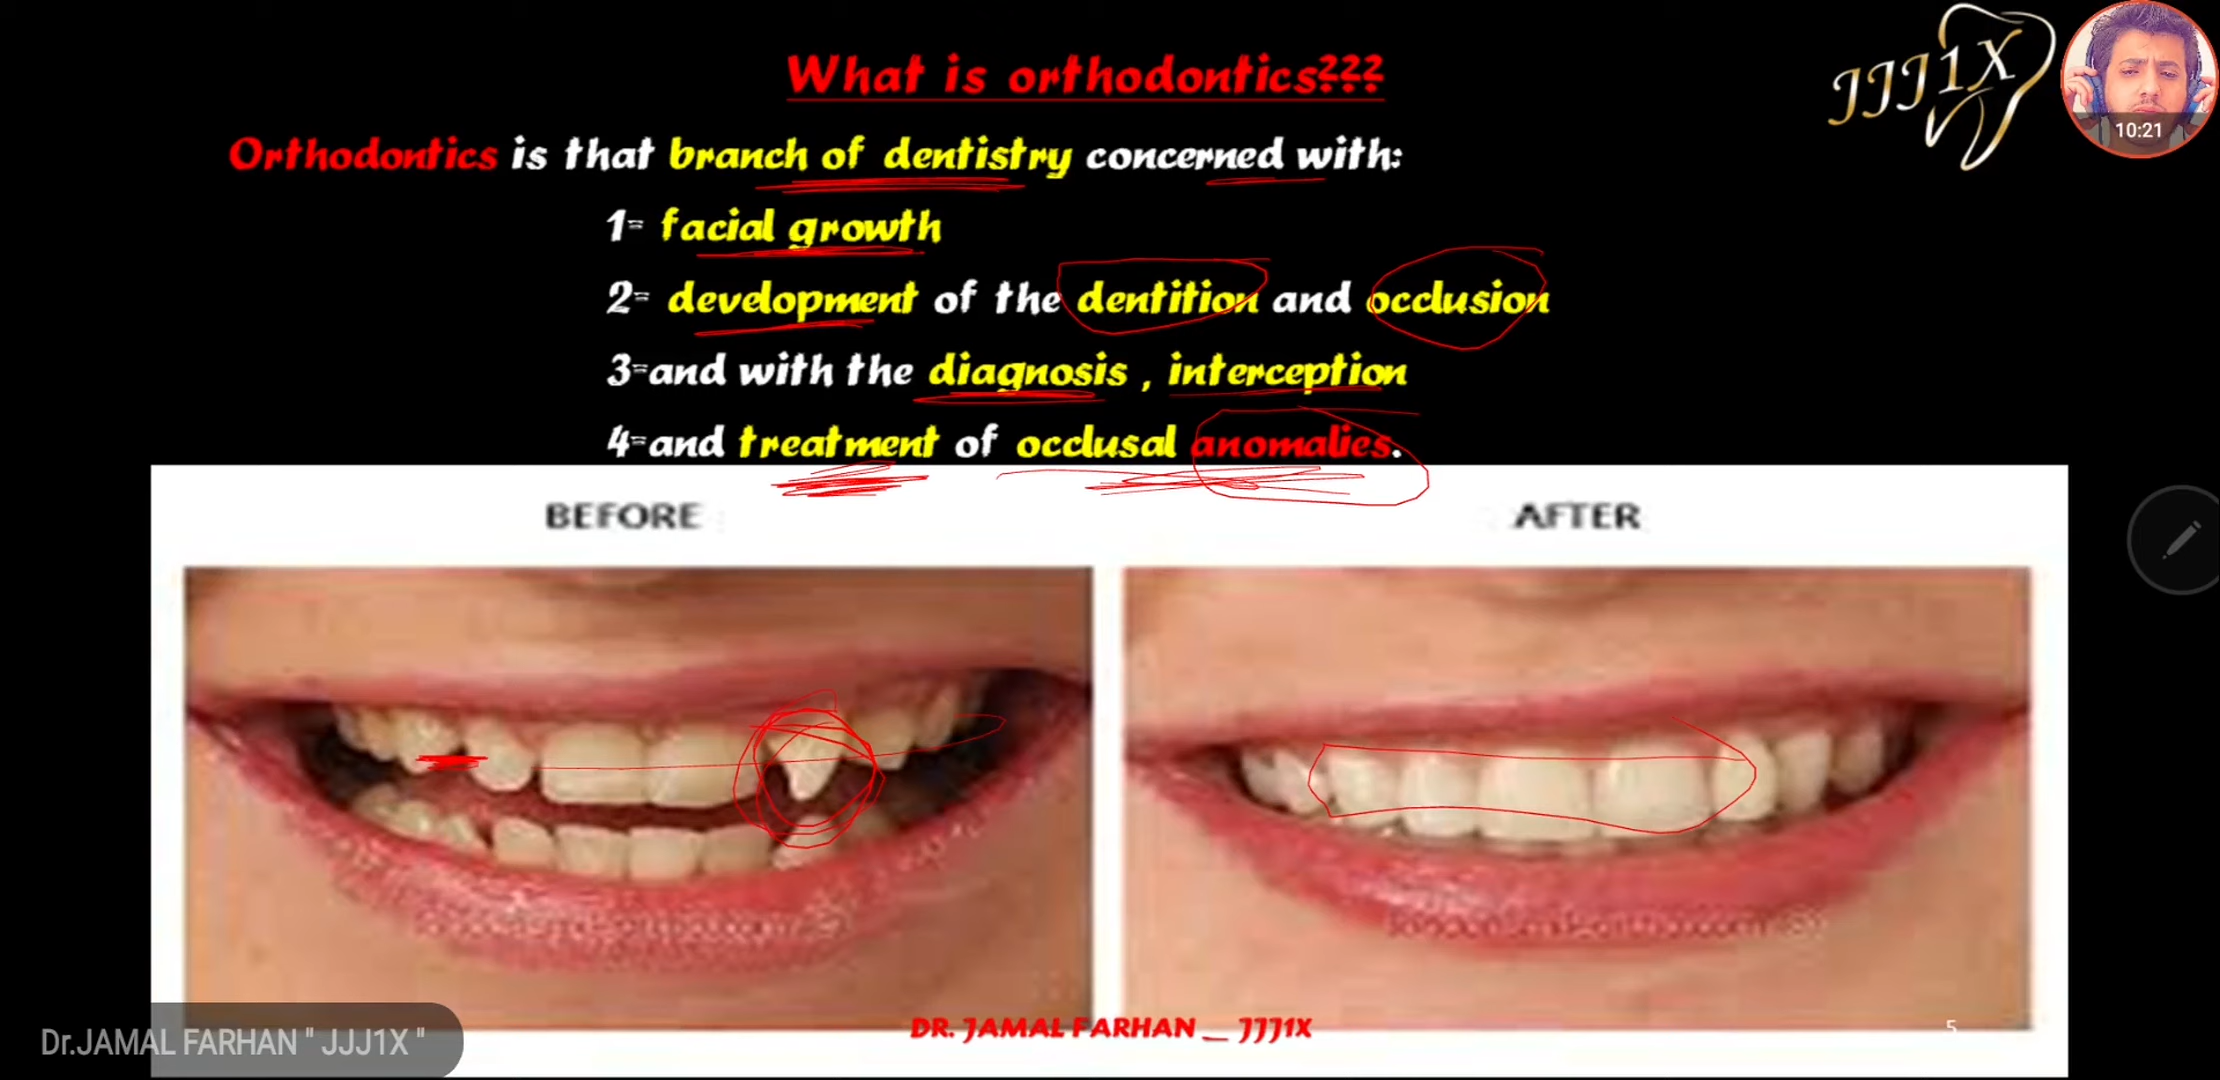 What is orthodontics???
JJJ1X
10:21
Orthodontics is that branch of dentistry concerned with:
1= facial growth
2= development of the dentition and occlusion
3=and with the diagnosis , interception
4=and treatment of occlusal anomalies.
BEFORE
AFTER
DR. JAMAL FARHAN _ JJJ1X
5
Dr.JAMAL FARHAN " JJJ1X "